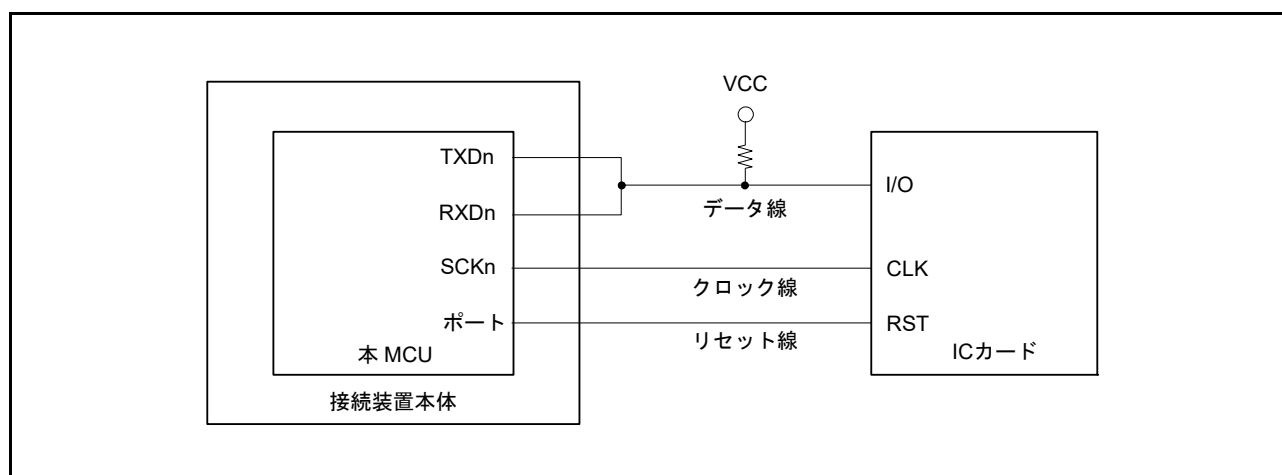 VCC
TXDn
I/O
データ線
RXDn
SCKn
CLK
クロック線
ポート
RST
リセット線
本 MCU
ICカード
接続装置本体